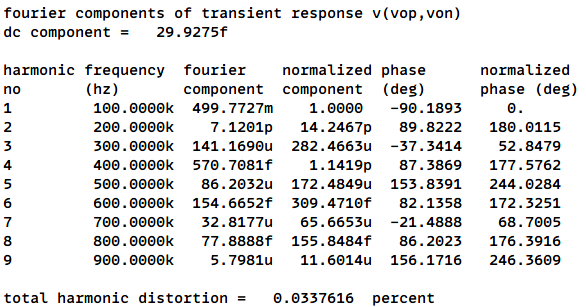 fourier components of transient response v(vop,von)
dc component =   29.9275f
harmonic frequency  fourier    normalized phase      normalized
no       (hz)       component  component  (deg)      phase (deg)
1        100.0000k  499.7727m    1.0000   -90.1893    0.
2        200.0000k    7.1201p   14.2467p   89.8222  180.0115
3        300.0000k  141.1690u  282.4663u  -37.3414   52.8479
4        400.0000k  570.7081f    1.1419p   87.3869  177.5762
5        500.0000k   86.2032u  172.4849u  153.8391  244.0284
6        600.0000k  154.6652f  309.4710f   82.1358  172.3251
7        700.0000k   32.8177u   65.6653u  -21.4888   68.7005
8        800.0000k   77.8888f  155.8484f   86.2023  176.3916
9        900.0000k    5.7981u   11.6014u  156.1716  246.3609
total harmonic distortion =   0.0337616  percent